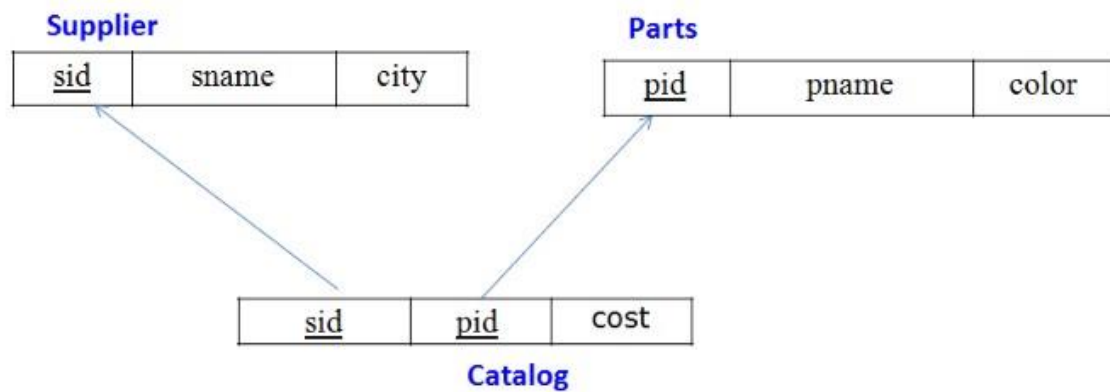 Supplier
sid sname city
Parts
pid pname color
sid pid cost
Catalog